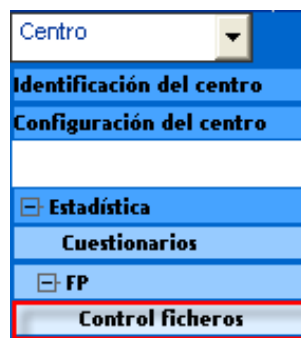 Centro
Identificación del centro
Configuración del centro
Estadística
Cuestionarios
FP
Control ficheros